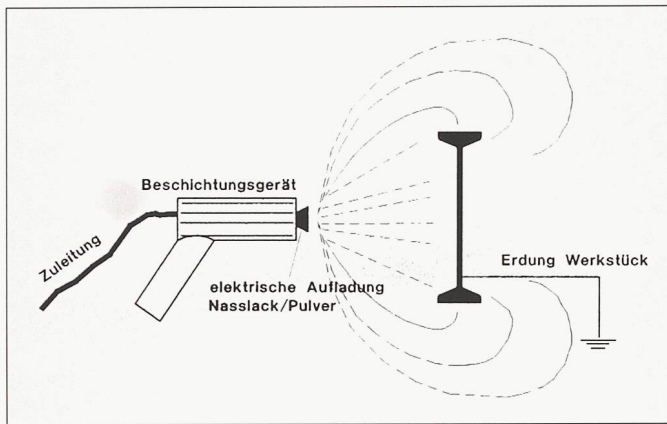 Beschichtungsgerät
Zuleitung
elektrische Aufladung
Nasslack/Pulver
Erdung Werkstück